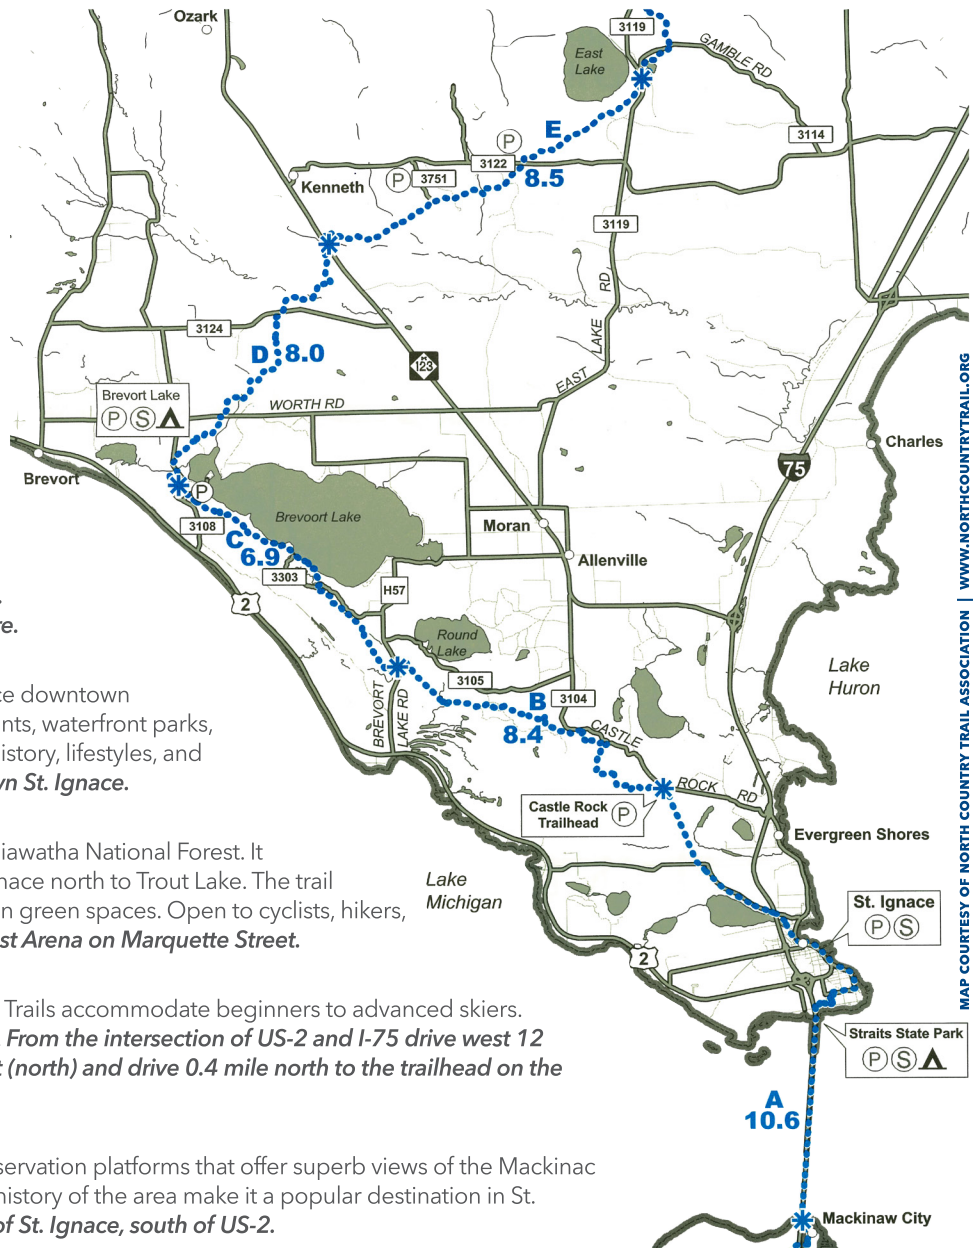 Ozark
3119
East
Lake
GAMBLE RD
E
3114
P
3122
8.5
P
3751
Kenneth
3119
RD
LAKE
EAST
3124
D 8.0
M
123
Brevort Lake
P S
WORTH RD
Charles
75
Brevort
P
Brevoort Lake
3108
Moran
C
6.9
Allenville
3303
H57
2
re.
Round
Lake
Lake
Huron
ce downtown
3105
B
3104
nts, waterfront parks,
BREVORT
LAKE RD
8.4
CASTLE
istory, lifestyles, and
vn St. Ignace.
ROCK RD
Castle Rock
Trailhead
P
Evergreen Shores
iawatha National Forest. It
nace north to Trout Lake. The trail
Lake
Michigan
n green spaces. Open to cyclists, hikers,
St. Ignace
P S
st Arena on Marquette Street.
2
Trails accommodate beginners to advanced skiers.
From the intersection of US-2 and I-75 drive west 12
Straits State Park
P S
t (north) and drive 0.4 mile north to the trailhead on the
A
10.6
servation platforms that offer superb views of the Mackinac
history of the area make it a popular destination in St.
of St. Ignace, south of US-2.
Mackinaw City
MAP COURTESY OF NORTH COUNTRY TRAIL ASSOCIATION | WWW.NORTHCOUNTRYTRAIL.ORG